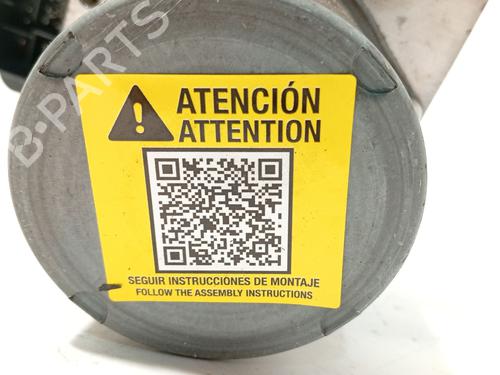 B-PARTS
ATENCIÓN
ATTENTION
SEGUIR INSTRUCCIONES DE MONTAJE
FOLLOW THE ASSEMBLY INSTRUCTIONS